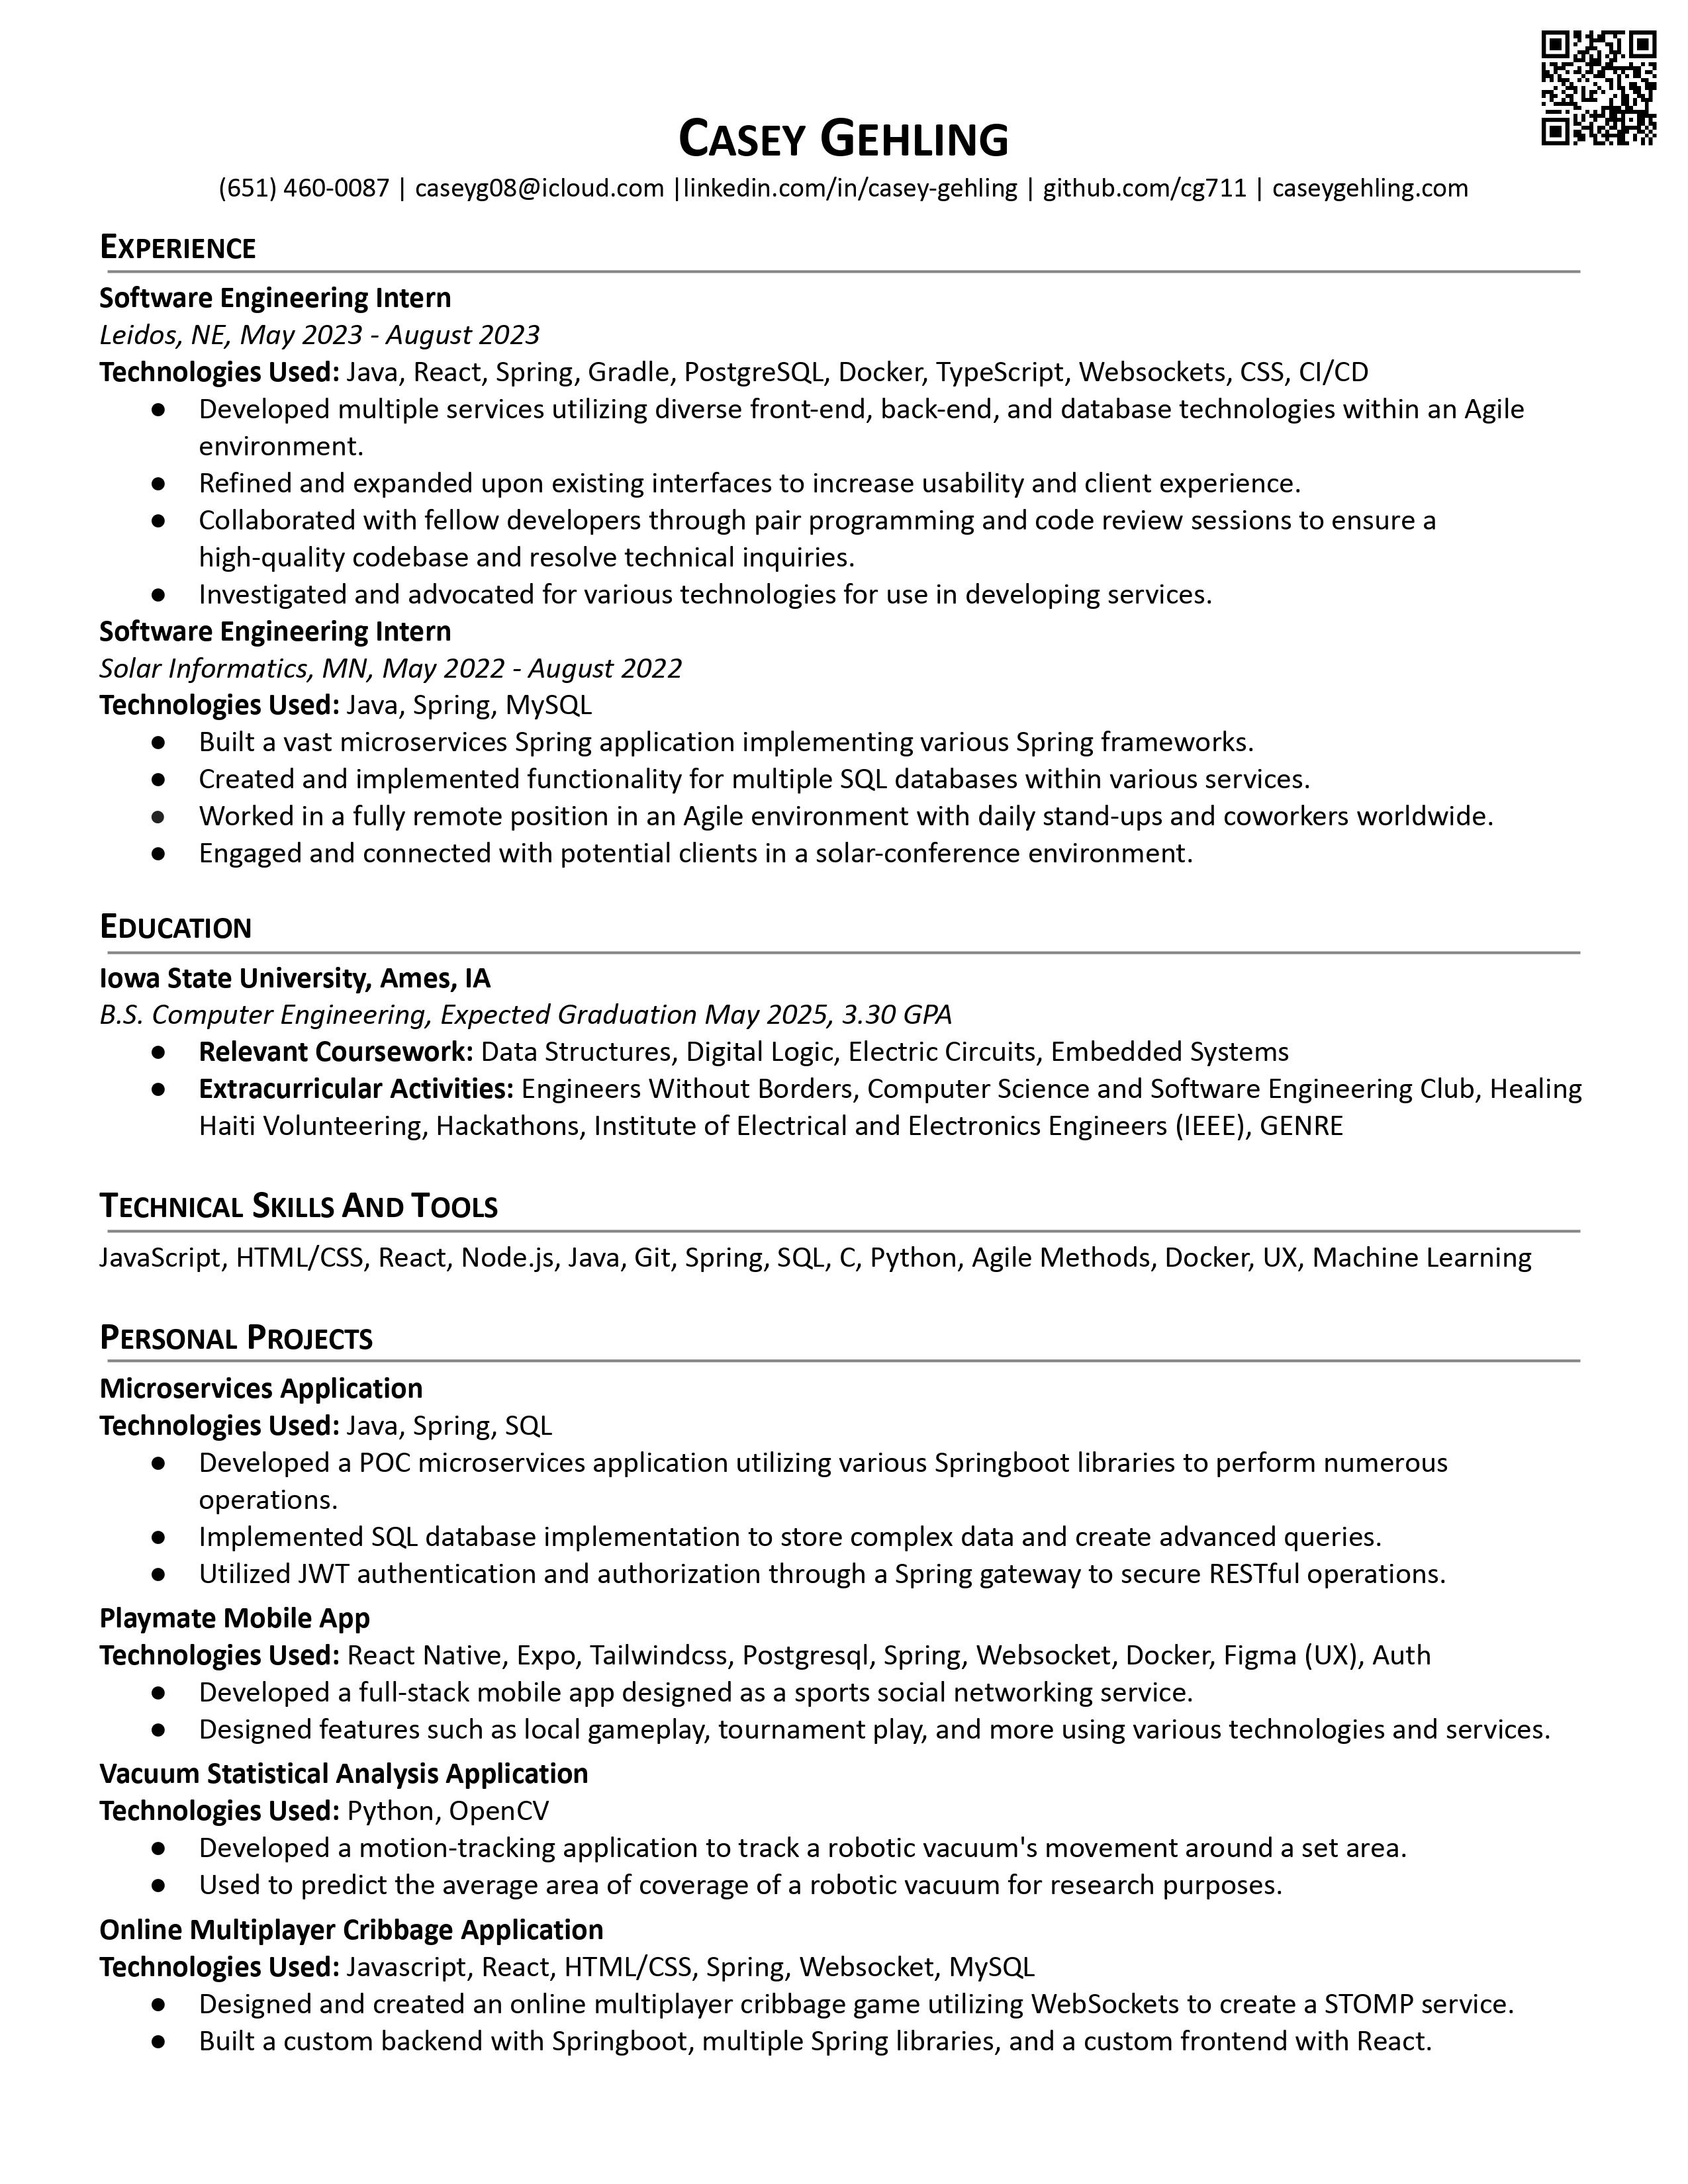 CASEY GEHLING
(651) 460-0087 | caseyg08@icloud.com |linkedin.com/in/casey-gehling | github.com/cg711 | caseygehling.com
EXPERIENCE
Software Engineering Intern
Leidos, NE, May 2023 - August 2023
Technologies Used: Java, React, Spring, Gradle, PostgreSQL, Docker, TypeScript, Websockets, CSS, CI/CD
● Developed multiple services utilizing diverse front-end, back-end, and database technologies within an Agile
environment.
● Refined and expanded upon existing interfaces to increase usability and client experience.
● Collaborated with fellow developers through pair programming and code review sessions to ensure a
high-quality codebase and resolve technical inquiries.
● Investigated and advocated for various technologies for use in developing services.
Software Engineering Intern
Solar Informatics, MN, May 2022 - August 2022
Technologies Used: Java, Spring, MySQL
● Built a vast microservices Spring application implementing various Spring frameworks.
● Created and implemented functionality for multiple SQL databases within various services.
● Worked in a fully remote position in an Agile environment with daily stand-ups and coworkers worldwide.
● Engaged and connected with potential clients in a solar-conference environment.
EDUCATION
Iowa State University, Ames, IA
B.S. Computer Engineering, Expected Graduation May 2025, 3.30 GPA
● Relevant Coursework: Data Structures, Digital Logic, Electric Circuits, Embedded Systems
● Extracurricular Activities: Engineers Without Borders, Computer Science and Software Engineering Club, Healing
Haiti Volunteering, Hackathons, Institute of Electrical and Electronics Engineers (IEEE), GENRE
TECHNICAL SKILLS AND TOOLS
JavaScript, HTML/CSS, React, Node.js, Java, Git, Spring, SQL, C, Python, Agile Methods, Docker, UX, Machine Learning
PERSONAL PROJECTS
Microservices Application
Technologies Used: Java, Spring, SQL
● Developed a POC microservices application utilizing various Springboot libraries to perform numerous
operations.
● Implemented SQL database implementation to store complex data and create advanced queries.
● Utilized JWT authentication and authorization through a Spring gateway to secure RESTful operations.
Playmate Mobile App
Technologies Used: React Native, Expo, Tailwindcss, Postgresql, Spring, Websocket, Docker, Figma (UX), Auth
● Developed a full-stack mobile app designed as a sports social networking service.
● Designed features such as local gameplay, tournament play, and more using various technologies and services.
Vacuum Statistical Analysis Application
Technologies Used: Python, OpenCV
● Developed a motion-tracking application to track a robotic vacuum's movement around a set area.
● Used to predict the average area of coverage of a robotic vacuum for research purposes.
Online Multiplayer Cribbage Application
Technologies Used: Javascript, React, HTML/CSS, Spring, Websocket, MySQL
● Designed and created an online multiplayer cribbage game utilizing WebSockets to create a STOMP service.
● Built a custom backend with Springboot, multiple Spring libraries, and a custom frontend with React.